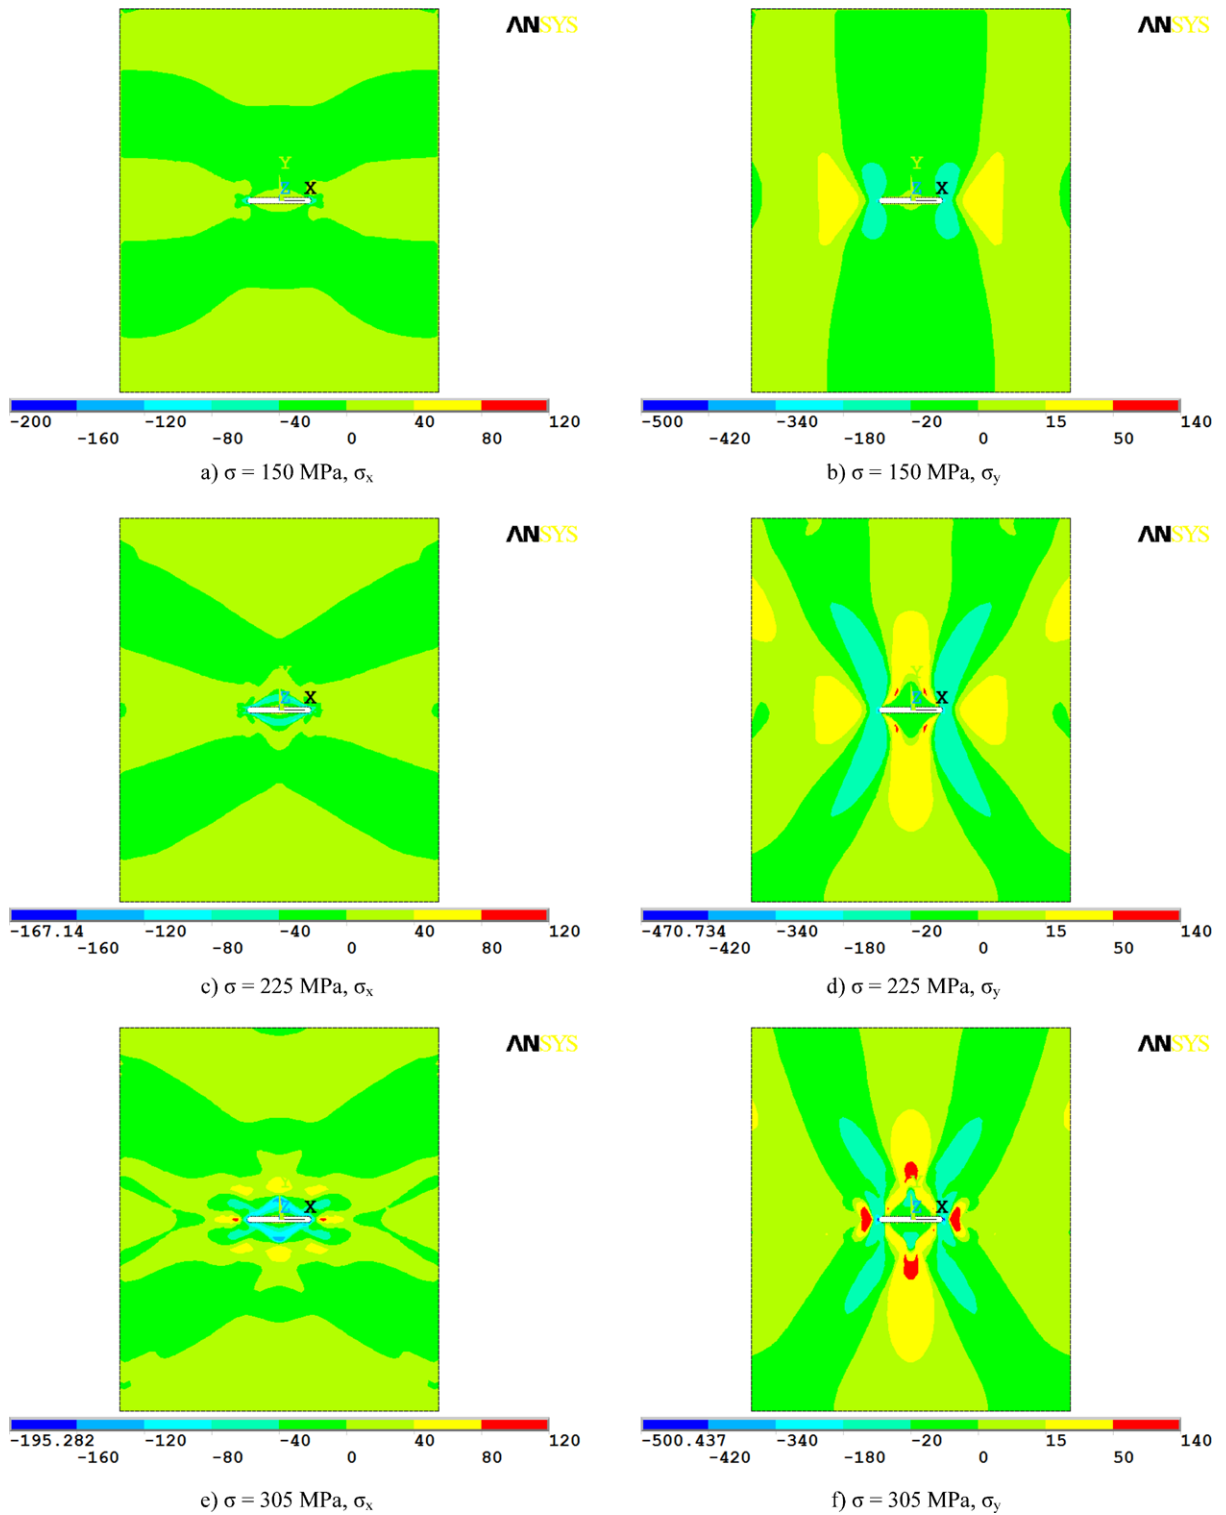 ANSYS ANSYS
Y Y
Z X Z X
-200 -120 -40 40 120
-160 -80 0 80
-500 -340 -20 15 140
-420 -180 0 50
a) σ = 150 MPa, σx b) σ = 150 MPa, σy
ANSYS ANSYS
Y Y
Z X Z X
-167.14 -120 -40 40 120
-160 -80 0 80
-470.734 -340 -20 15 140
-420 -180 0 50
c) σ = 225 MPa, σx d) σ = 225 MPa, σy
ANSYS ANSYS
Y Y
Z X Z X
-195.282 -120 -40 40 120
-160 -80 0 80
-500.437 -340 -20 15 140
-420 -180 0 50
e) σ = 305 MPa, σx f) σ = 305 MPa, σy